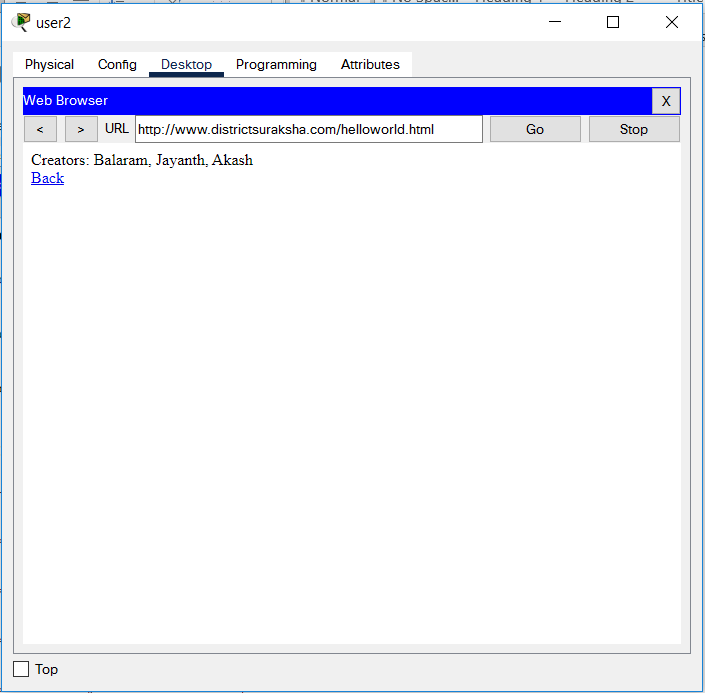 user2
Physical Config Desktop Programming Attributes
Web Browser X
< > URL http://www.districtsuraksha.com/helloworld.html Go Stop
Creators: Balaram, Jayanth, Akash
Back
Top